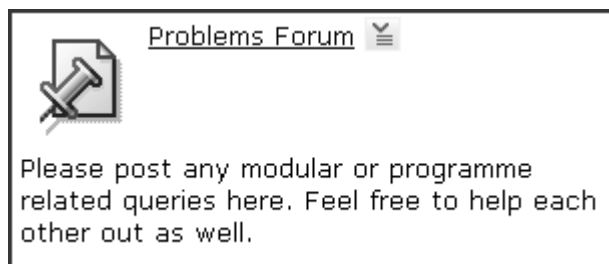 Problems Forum
Please post any modular or programme
related queries here. Feel free to help each
other out as well.